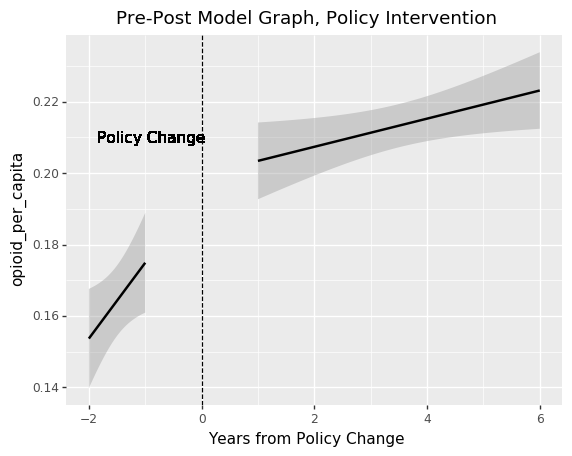 Pre-Post Model Graph, Policy Intervention
0.22
Policy Change
0.20
opioid_per_capita
0.18
0.16
0.14
−2
0
2
4
6
Years from Policy Change